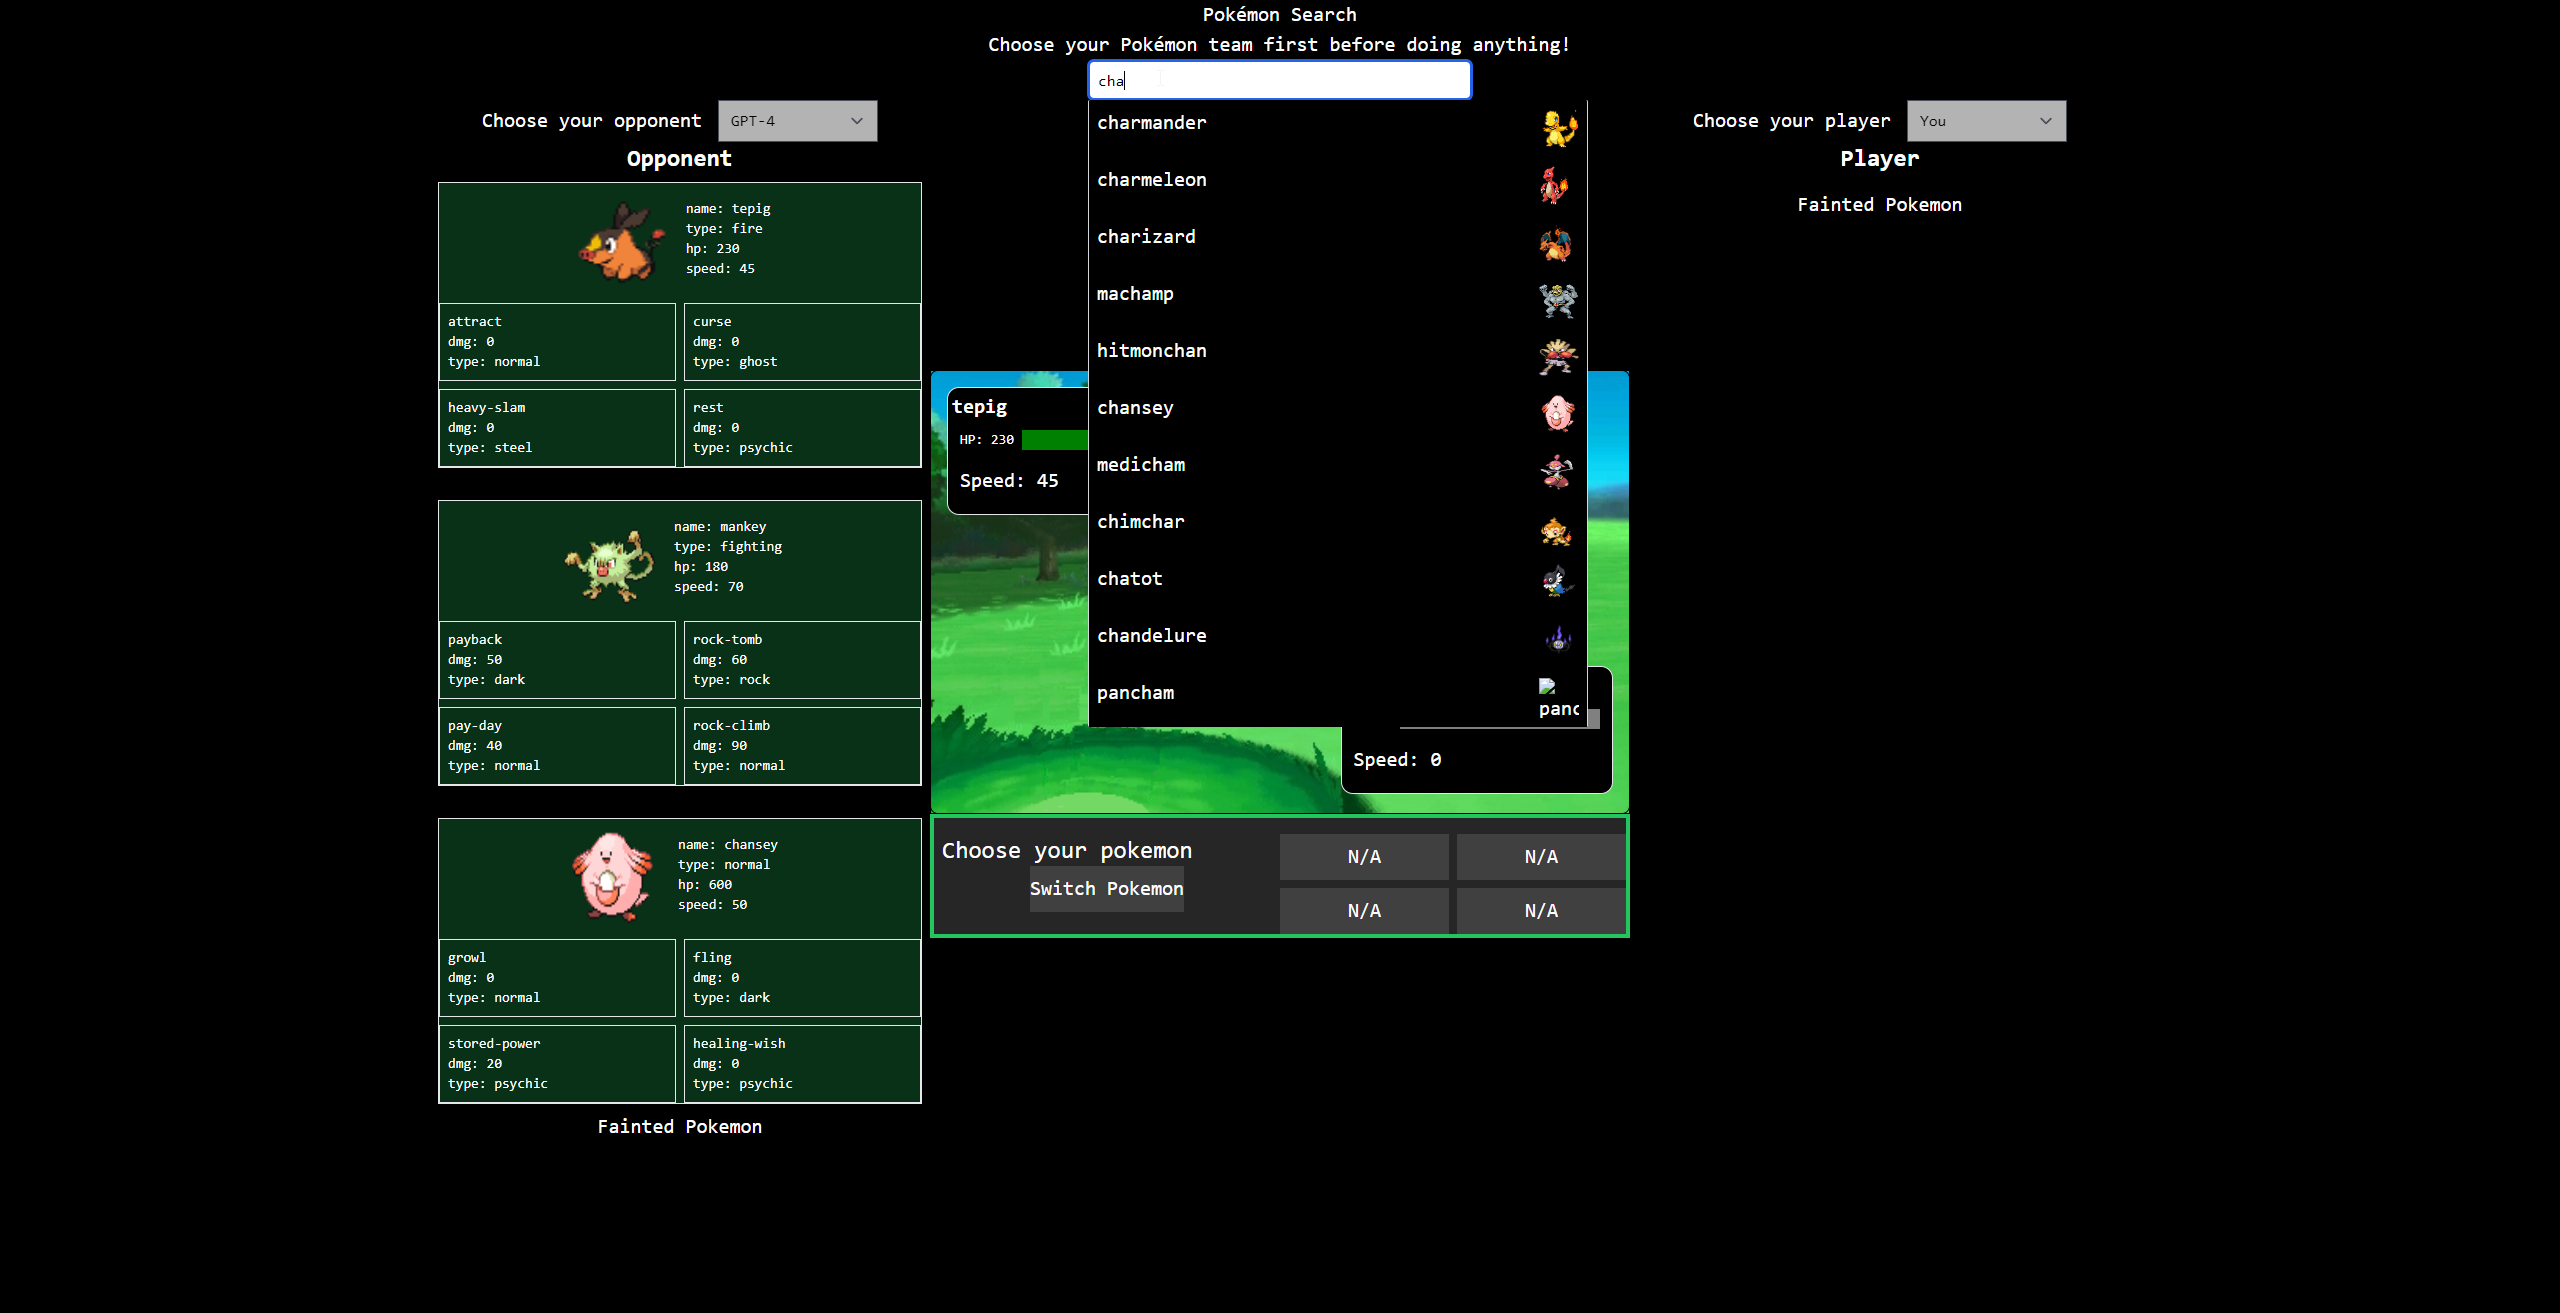 Pokémon Search
Choose your Pokémon team first before doing anything!
cha
charmander
charmeleon
charizard
machamp
hitmonchan
chansey
medicham
chimchar
chatot
chandelure
pancham
panc
Choose your opponent GPT-4
Opponent
name: tepig
type: fire
hp: 230
speed: 45
attract
dmg: 0
type: normal
curse
dmg: 0
type: ghost
heavy-slam
dmg: 0
type: steel
rest
dmg: 0
type: psychic
name: mankey
type: fighting
hp: 180
speed: 70
payback
dmg: 50
type: dark
rock-tomb
dmg: 60
type: rock
pay-day
dmg: 40
type: normal
rock-climb
dmg: 90
type: normal
name: chansey
type: normal
hp: 600
speed: 50
growl
dmg: 0
type: normal
fling
dmg: 0
type: dark
stored-power
dmg: 20
type: psychic
healing-wish
dmg: 0
type: psychic
Fainted Pokemon
tepig
HP: 230
Speed: 45
Speed: 0
Choose your pokemon
Switch Pokemon
N/A N/A
N/A N/A
Choose your player You
Player
Fainted Pokemon